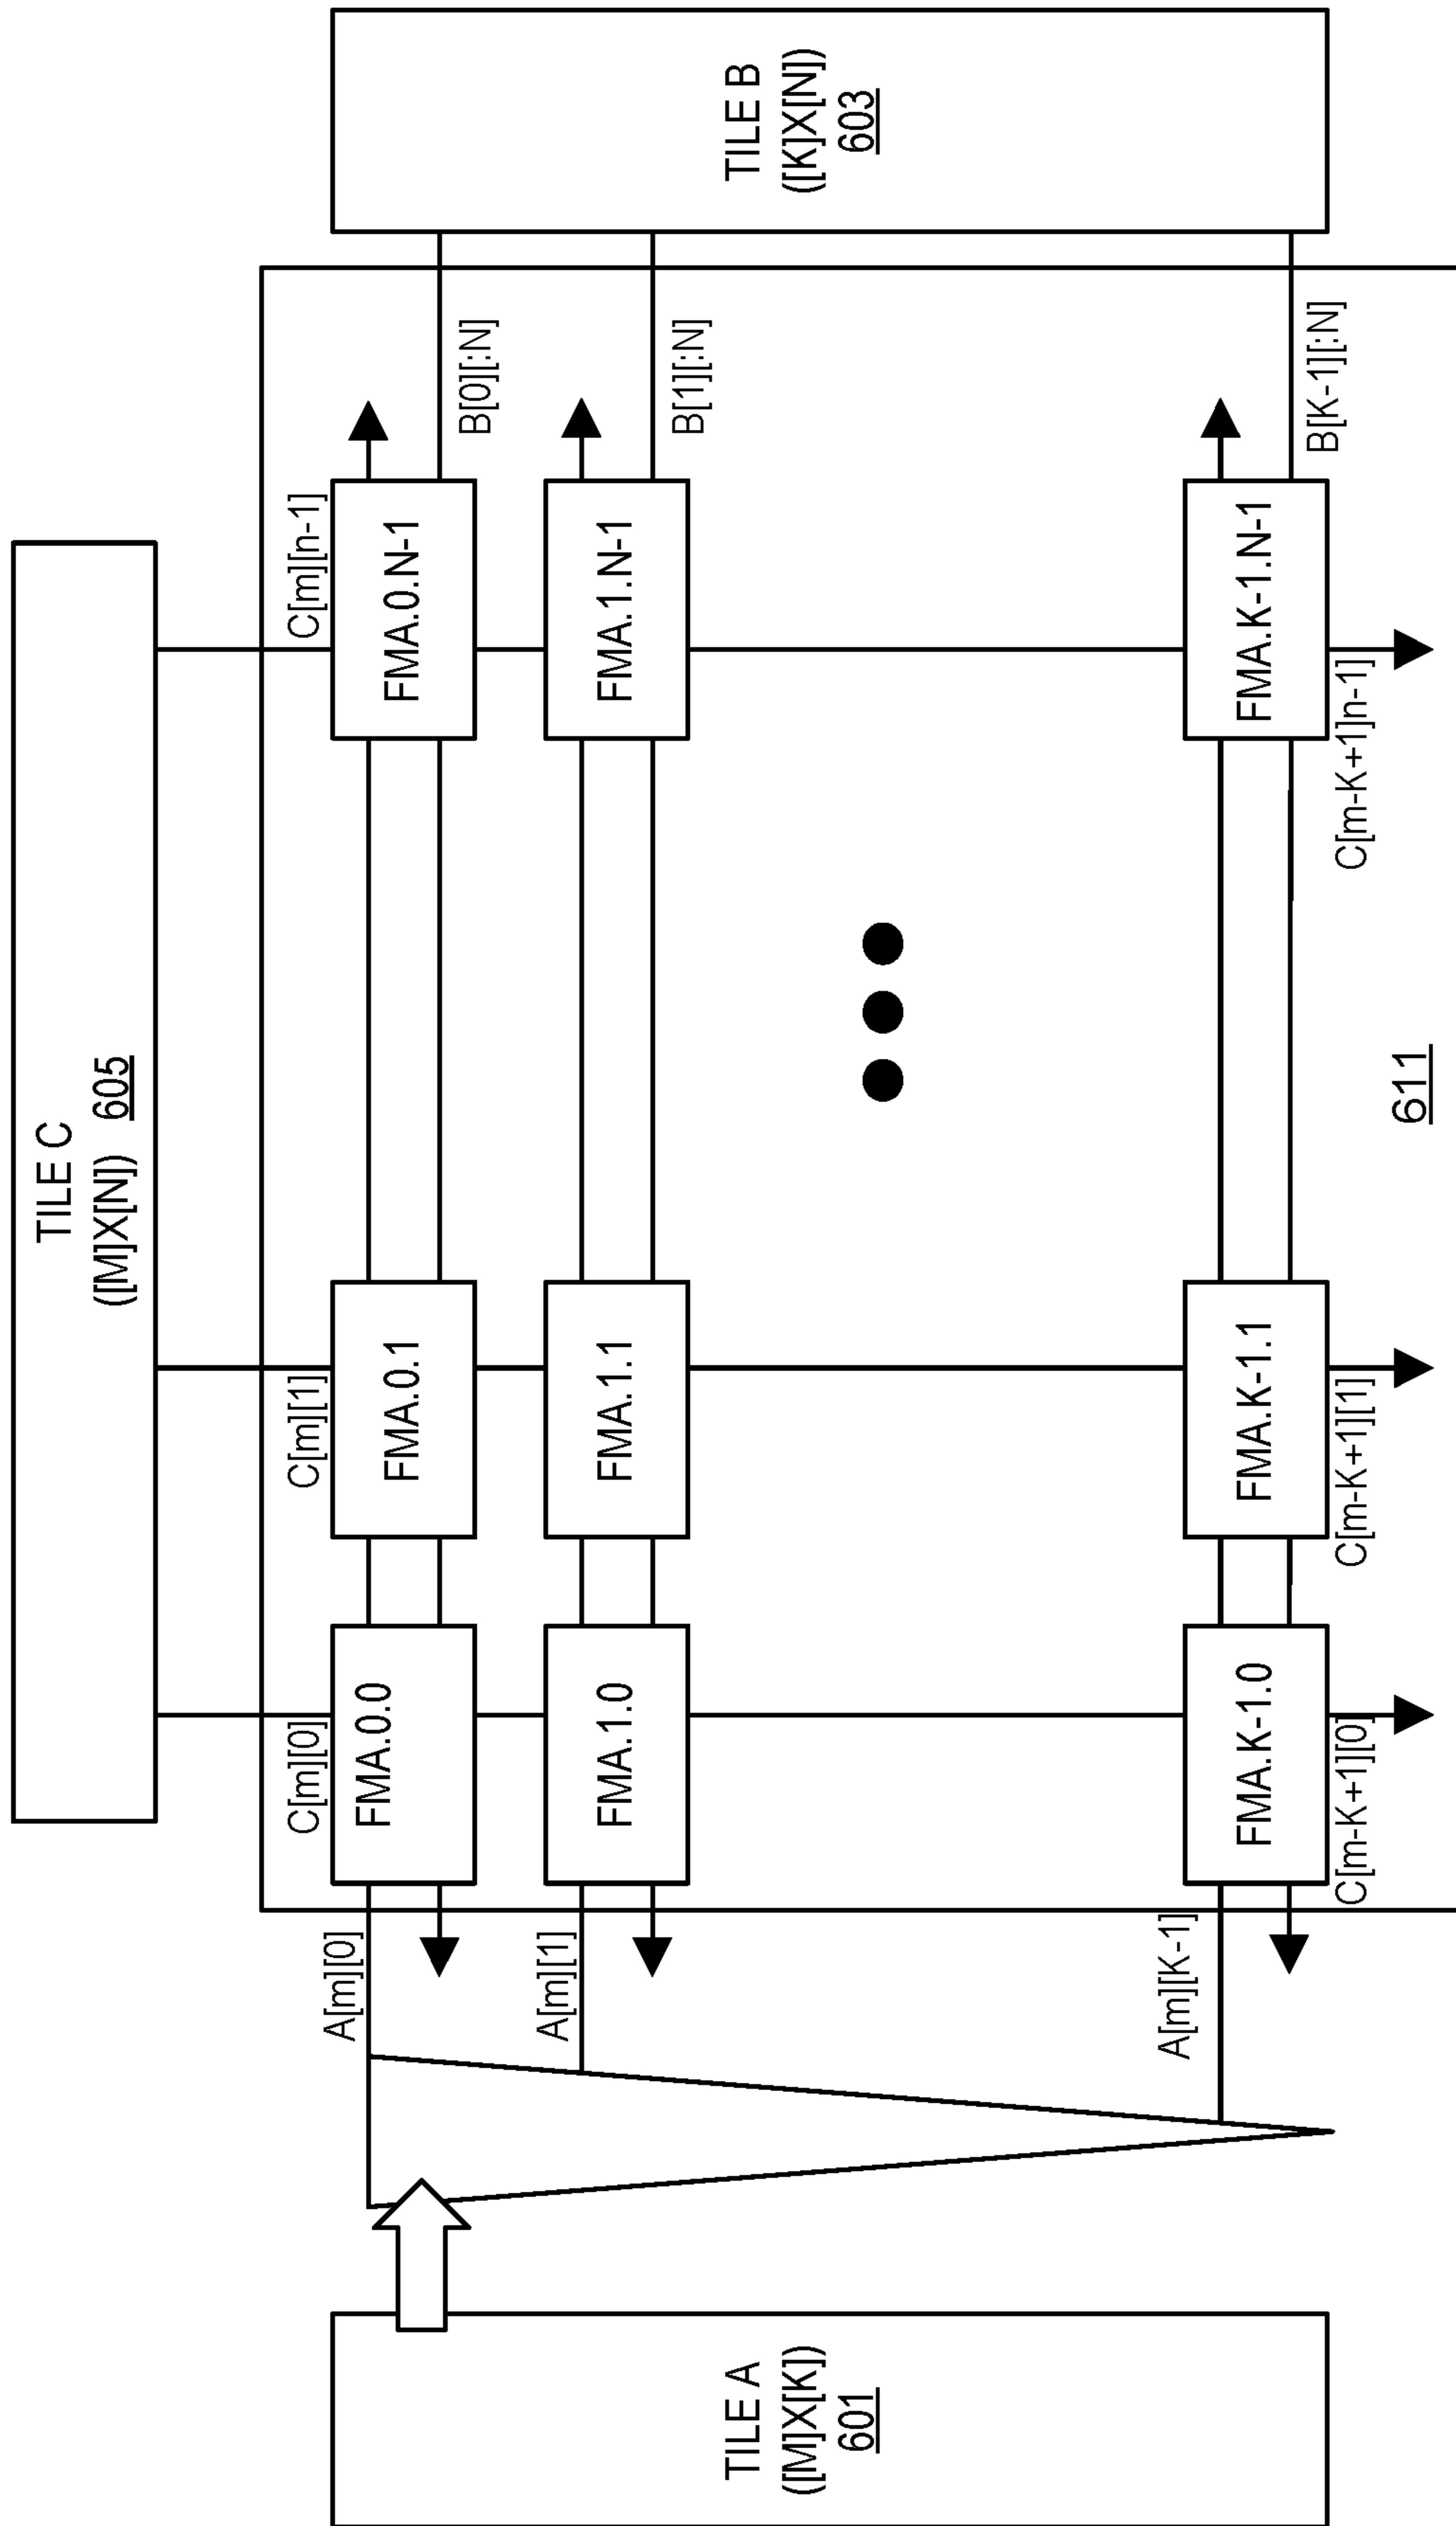 TILE C
([M]X[N]) 605
TILE A
([M]X[K])
601
TILE B
([K]X[N])
603
C[m][0]
C[m][1]
C[m][n-1]
A[m][0]
FMA.0.0
FMA.0.1
FMA.0.N-1
B[0][:N]
A[m][1]
FMA.1.0
FMA.1.1
FMA.1.N-1
B[1][:N]
A[m][K-1]
FMA.K-1.0
FMA.K-1.1
FMA.K-1.N-1
B[K-1][:N]
C[m-K+1][0]
C[m-K+1][1]
C[m-K+1]n-1]
611